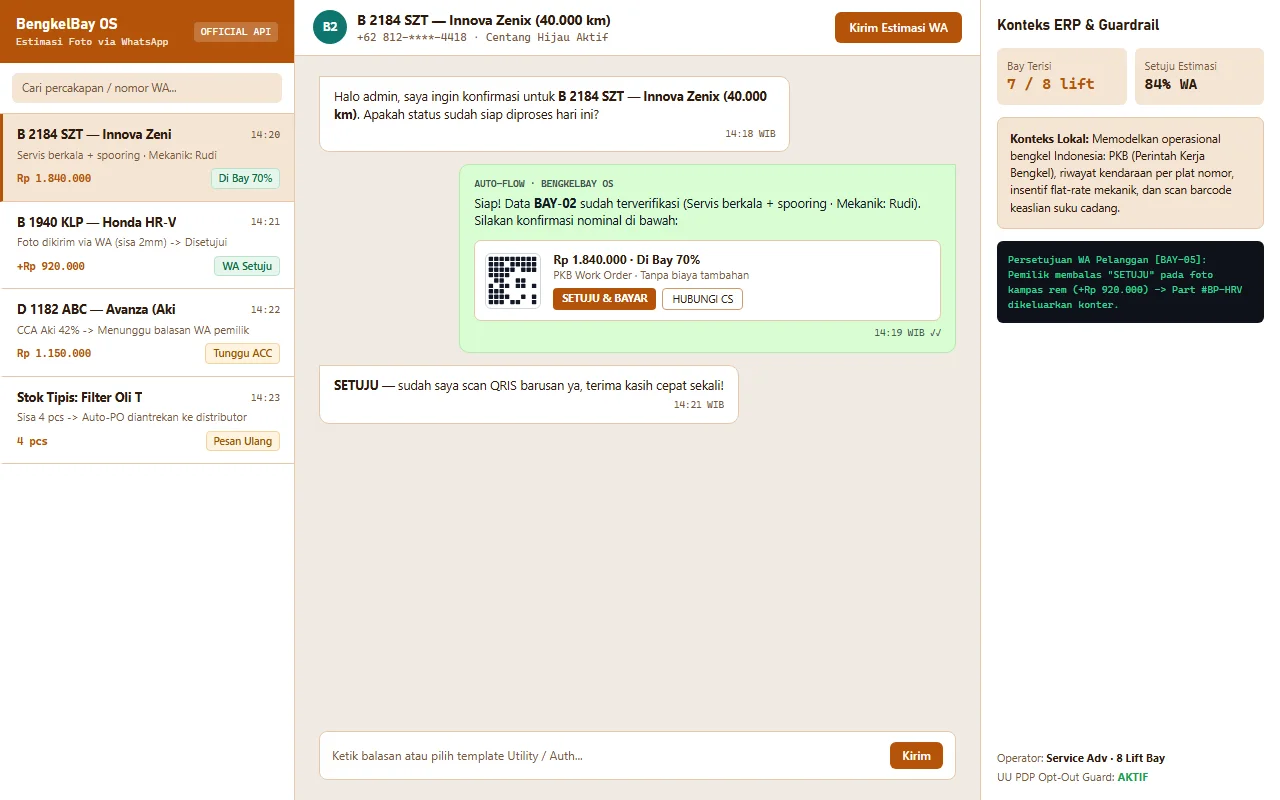 BengkelBay OS
Estimasi Foto via WhatsApp
OFFICIAL API
Cari percakapan / nomor WA...
B 2184 SZT — Innova Zeni
14:20
Servis berkala + spooring · Mekanik: Rudi
Rp 1.840.000
Di Bay 70%
B 1940 KLP — Honda HR-V
14:21
Foto dikirim via WA (sisa 2mm) -> Disetujui
+Rp 920.000
WA Setuju
D 1182 ABC — Avanza (Aki
14:22
CCA Aki 42% -> Menunggu balasan WA pemilik
Rp 1.150.000
Tunggu ACC
Stok Tipis: Filter Oli T
14:23
Sisa 4 pcs -> Auto-PO diantrekan ke distributor
4 pcs
Pesan Ulang
B2
B 2184 SZT — Innova Zenix (40.000 km)
+62 812-****-4418 · Centang Hijau Aktif
Kirim Estimasi WA
Halo admin, saya ingin konfirmasi untuk B 2184 SZT — Innova Zenix (40.000
km). Apakah status sudah siap diproses hari ini?
14:18 WIB
AUTO-FLOW · BENGKELBAY OS
Siap! Data BAY-02 sudah terverifikasi (Servis berkala + spooring · Mekanik: Rudi).
Silakan konfirmasi nominal di bawah:
Rp 1.840.000 · Di Bay 70%
PKB Work Order · Tanpa biaya tambahan
SETUJU & BAYAR
HUBUNGI CS
14:19 WIB ✓✓
SETUJU — sudah saya scan QRIS barusan ya, terima kasih cepat sekali!
14:21 WIB
Ketik balasan atau pilih template Utility / Auth...
Kirim
Konteks ERP & Guardrail
Bay Terisi
7 / 8 lift
Setuju Estimasi
84% WA
Konteks Lokal: Memodelkan operasional
bengkel Indonesia: PKB (Perintah Kerja
Bengkel), riwayat kendaraan per plat nomor,
insentif flat-rate mekanik, dan scan barcode
keaslian suku cadang.
Persetujuan WA Pelanggan [BAY-05]:
Pemilik membalas "SETUJU" pada foto
kampas rem (+Rp 920.000) -> Part #BP-HRV
dikeluarkan konter.
Operator: Service Adv · 8 Lift Bay
UU PDP Opt-Out Guard: AKTIF